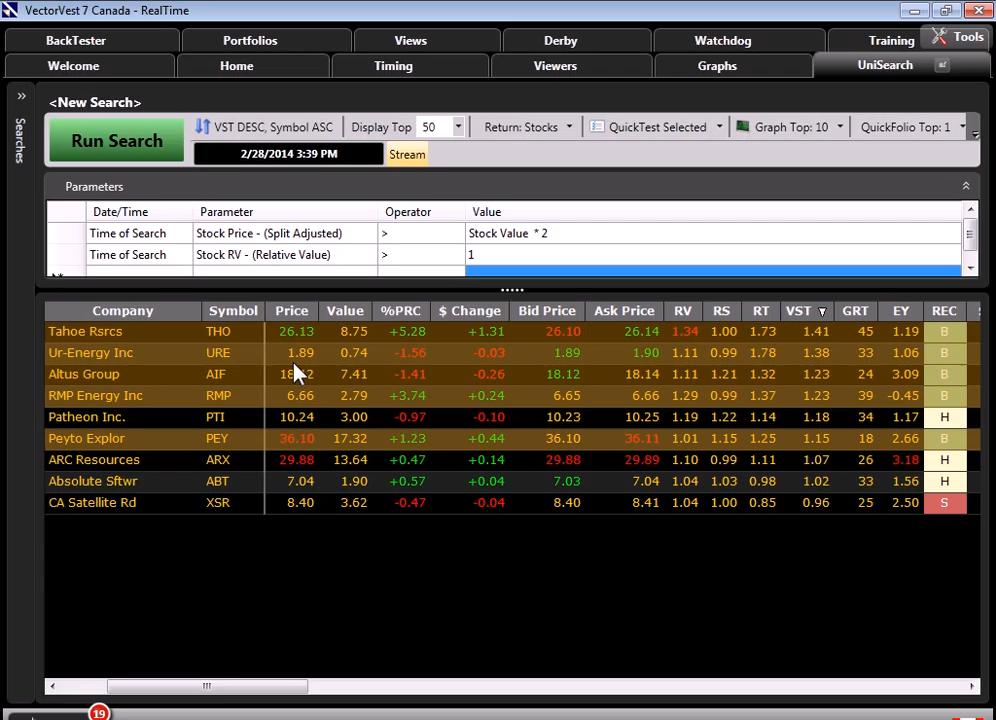 VectorVest 7 Canada - RealTime
BackTester Portfolios Views Derby Watchdog Training Tools
Welcome Home Timing Viewers Graphs UniSearch
Searches
<New Search>
Run Search
VST DESC, Symbol ASC Display Top 50 Return: Stocks QuickTest Selected Graph Top: 10 QuickFolio Top: 1
2/28/2014 3:39 PM Stream
Parameters
Date/Time Parameter Operator Value
Time of Search Stock Price - (Split Adjusted) > Stock Value * 2
Time of Search Stock RV - (Relative Value) > 1
Company Symbol Price Value %PRC $ Change Bid Price Ask Price RV RS RT VST GRT EY REC
Tahoe Rsrcs THO 26.13 8.75 +5.28 +1.31 26.10 26.14 1.34 1.00 1.73 1.41 45 1.19 B
Ur-Energy Inc URE 1.89 0.74 -1.56 -0.03 1.89 1.90 1.11 0.99 1.78 1.38 33 1.06 B
Altus Group AIF 7.41 -1.41 -0.26 18.12 18.14 1.11 1.21 1.32 1.23 24 3.09 B
RMP Energy Inc RMP 6.66 2.79 +3.74 +0.24 6.65 6.66 1.29 0.99 1.37 1.23 39 -0.45 B
Patheon Inc. PTI 10.24 3.00 -0.97 -0.10 10.23 10.25 1.19 1.22 1.14 1.18 34 1.17 H
Peyto Explor PEY 36.10 17.32 +1.23 +0.44 36.10 36.11 1.01 1.15 1.25 1.15 18 2.66 B
ARC Resources ARX 29.88 13.64 +0.47 +0.14 29.88 29.89 1.10 0.99 1.11 1.07 26 3.18 H
Absolute Sftwr ABT 7.04 1.90 +0.57 +0.04 7.03 7.04 1.04 1.03 0.98 1.02 33 1.56 H
CA Satellite Rd XSR 8.40 3.62 -0.47 -0.04 8.40 8.41 1.04 1.00 0.85 0.96 25 2.50 S
19